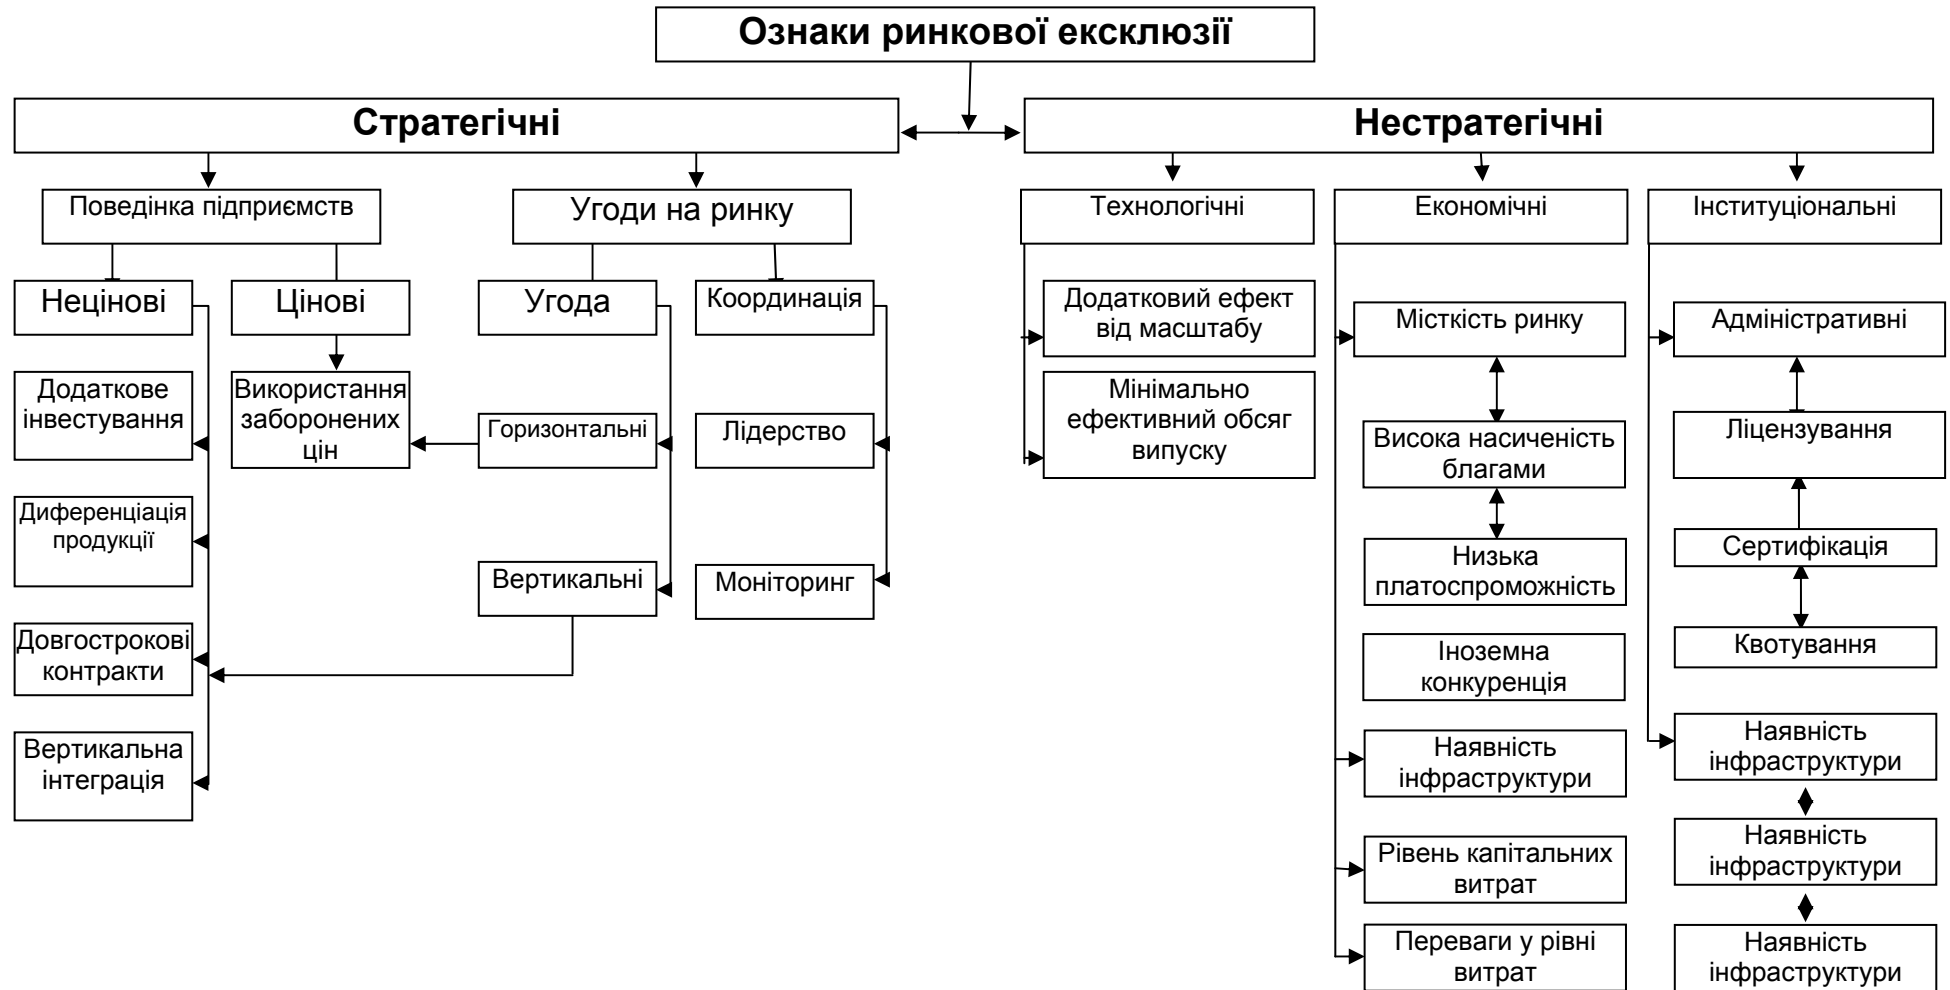 Ознаки ринкової ексклюзії
Стратегічні
Нестратегічні
Поведінка підприємств
Угоди на ринку
Технологічні
Економічні
Інституціональні
Нецінові
Цінові
Угода
Координація
Додатковий ефект
від масштабу
Місткість ринку
Адміністративні
Додаткове
інвестування
Використання
заборонених
цін
Горизонтальні
Лідерство
Мінімально
ефективний обсяг
випуску
Висока насиченість
благами
Ліцензування
Диференціація
продукції
Вертикальні
Моніторинг
Низька
платоспроможність
Сертифікація
Довгострокові
контракти
Іноземна
конкуренція
Квотування
Вертикальна
інтеграція
Наявність
інфраструктури
Наявність
інфраструктури
Рівень капітальних
витрат
Наявність
інфраструктури
Переваги у рівні
витрат
Наявність
інфраструктури